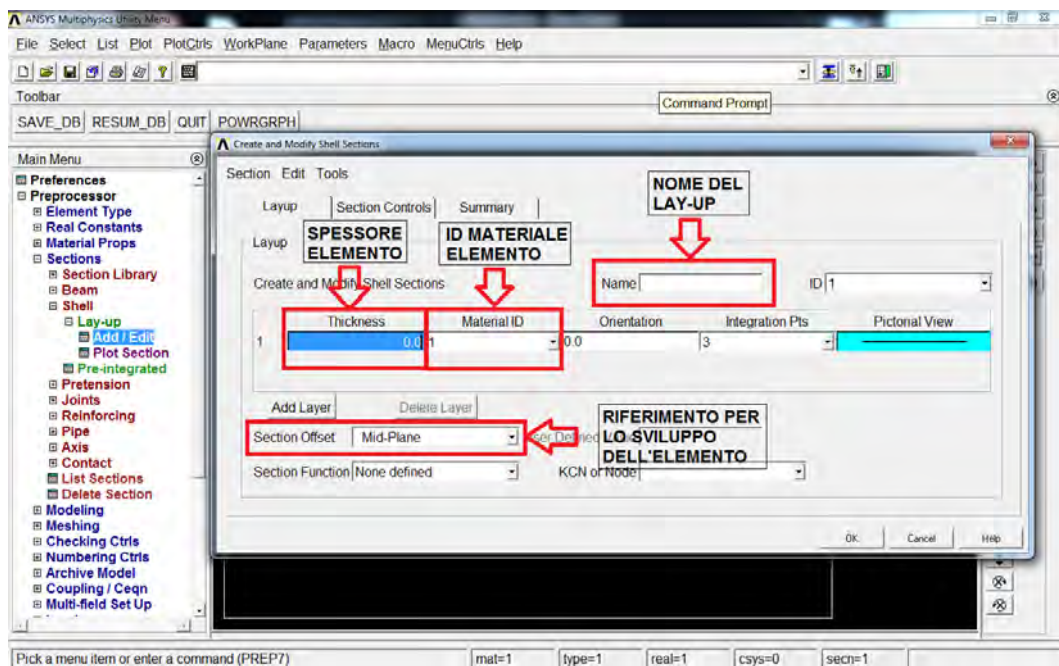 ANSYS Multiphysics Utility Menu
File Select List Plot PlotCtrls WorkPlane Parameters Macro MenuCtrls Help
Toolbar
Command Prompt
SAVE_DB RESUM_DB QUIT POWRGRPH
Main Menu
Preferences
Preprocessor
Element Type
Real Constants
Material Props
Sections
Section Library
Beam
Shell
Lay-up
Add / Edit
Plot Section
Pre-integrated
Pretension
Joints
Reinforcing
Pipe
Axis
Contact
List Sections
Delete Section
Modeling
Meshing
Checking Ctrls
Numbering Ctrls
Archive Model
Coupling / Ceqn
Multi-field Set Up
Create and Modify Shell Sections
Section Edit Tools
Layup Section Controls Summary
NOME DEL
LAY-UP
Layup
SPESSORE
ELEMENTO
ID MATERIALE
ELEMENTO
Create and Modify Shell Sections Name ID 1
Thickness Material ID Orientation Integration Pts Pictorial View
1 0.0 1 0.0 3
Add Layer Delete Layer
Section Offset Mid-Plane
RIFERIMENTO PER
LO SVILUPPO
DELL'ELEMENTO
Section Function None defined KCN or Node
OK Cancel Help
Pick a menu item or enter a command (PREP7) mat=1 type=1 real=1 csys=0 secn=1